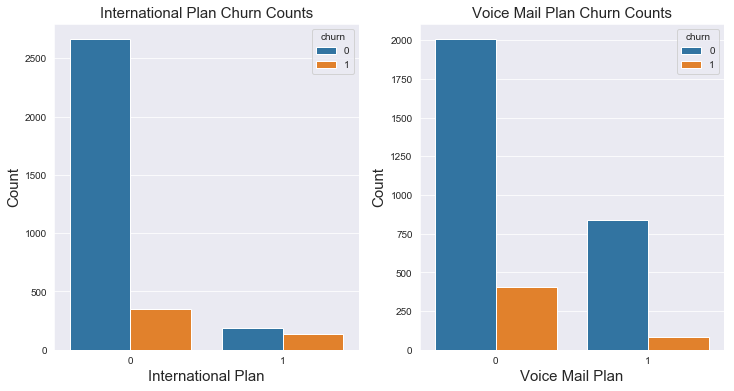 International Plan Churn Counts
churn
0
1
2500
2000
1500
1000
500
0
Count
0 1
International Plan
Voice Mail Plan Churn Counts
churn
0
1
2000
1750
1500
1250
1000
750
500
250
0
Count
0 1
Voice Mail Plan